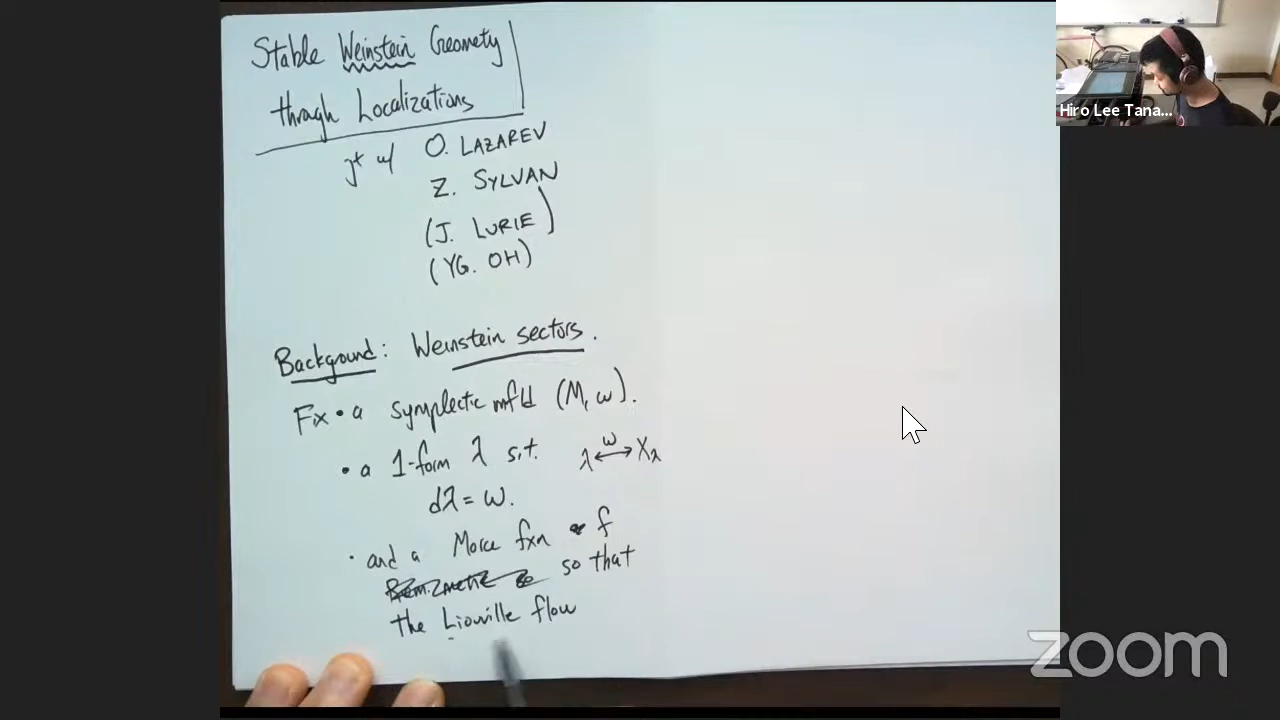 Stable Weinstein Geometry
through Localizations
jt w/ O. LAZAREV
Z. SYLVAN
(J. LURIE)
(YG. OH)
Background: Weinstein sectors.
Fix • a symplectic mfld (M, ω).
• a 1-form λ s.t. λ ⟷ω X_λ
dλ = ω.
• and a Morse fxn f
so that
the Liouville flow
Hiro Lee Tana...
zoom